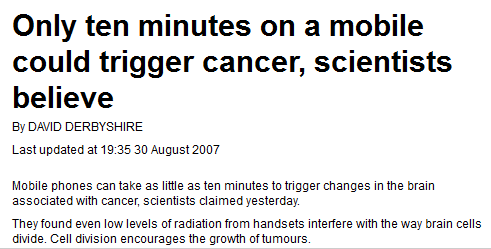 Only ten minutes on a mobile
could trigger cancer, scientists
believe
By DAVID DERBYSHIRE
Last updated at 19:35 30 August 2007
Mobile phones can take as little as ten minutes to trigger changes in the brain
associated with cancer, scientists claimed yesterday.
They found even low levels of radiation from handsets interfere with the way brain cells
divide. Cell division encourages the growth of tumours.